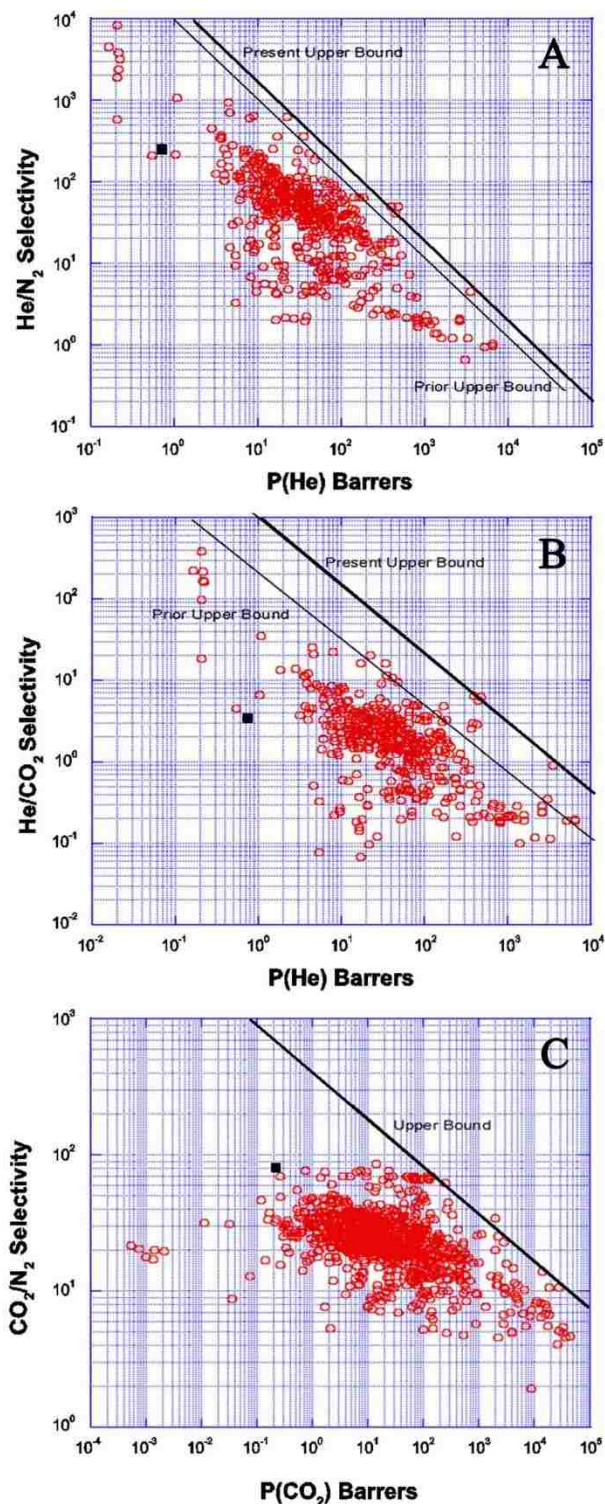 A
10⁴
10³
10²
10¹
10⁰
10⁻¹
He/N₂ Selectivity
Present Upper Bound
Prior Upper Bound
10⁻¹ 10⁰ 10¹ 10² 10³ 10⁴ 10⁵
P(He) Barrers
B
10³
10²
10¹
10⁰
10⁻¹
10⁻²
He/CO₂ Selectivity
Present Upper Bound
Prior Upper Bound
10⁻² 10⁻¹ 10⁰ 10¹ 10² 10³ 10⁴
P(He) Barrers
C
10³
10²
10¹
10⁰
CO₂/N₂ Selectivity
Upper Bound
10⁻⁴ 10⁻³ 10⁻² 10⁻¹ 10⁰ 10¹ 10² 10³ 10⁴ 10⁵
P(CO₂) Barrers